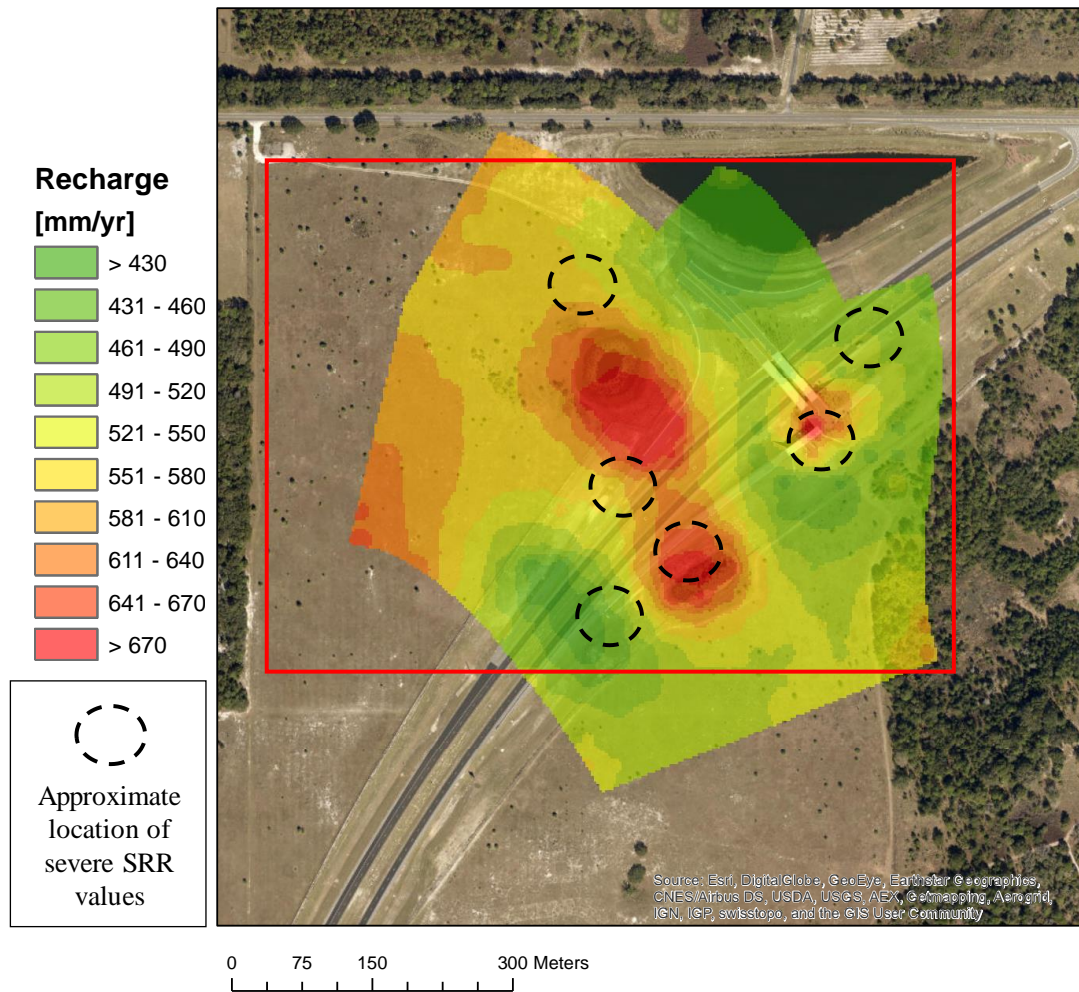 Recharge
[mm/yr]
> 430
431 - 460
461 - 490
491 - 520
521 - 550
551 - 580
581 - 610
611 - 640
641 - 670
> 670
Approximate
location of
severe SRR
values
Source: Esri, DigitalGlobe, GeoEye, Earthstar Geographics,
CNES/Airbus DS, USDA, USGS, AEX, Getmapping, Aerogrid,
IGN, IGP, swisstopo, and the GIS User Community
0 75 150 300 Meters